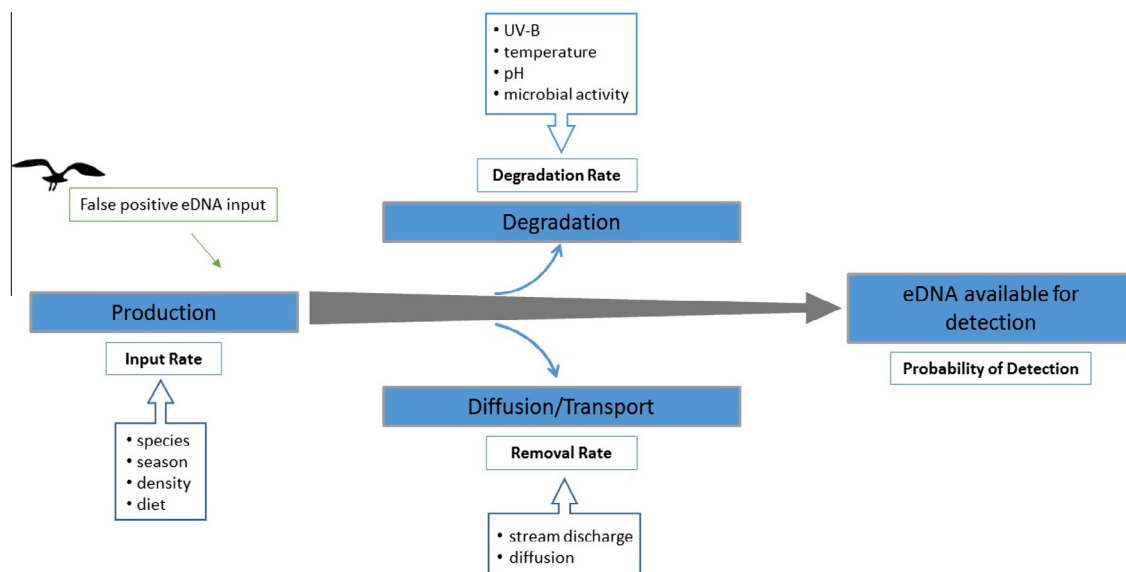 • UV-B
• temperature
• pH
• microbial activity
Degradation Rate
Degradation
False positive eDNA input
Production
Input Rate
• species
• season
• density
• diet
Diffusion/Transport
Removal Rate
• stream discharge
• diffusion
eDNA available for
detection
Probability of Detection